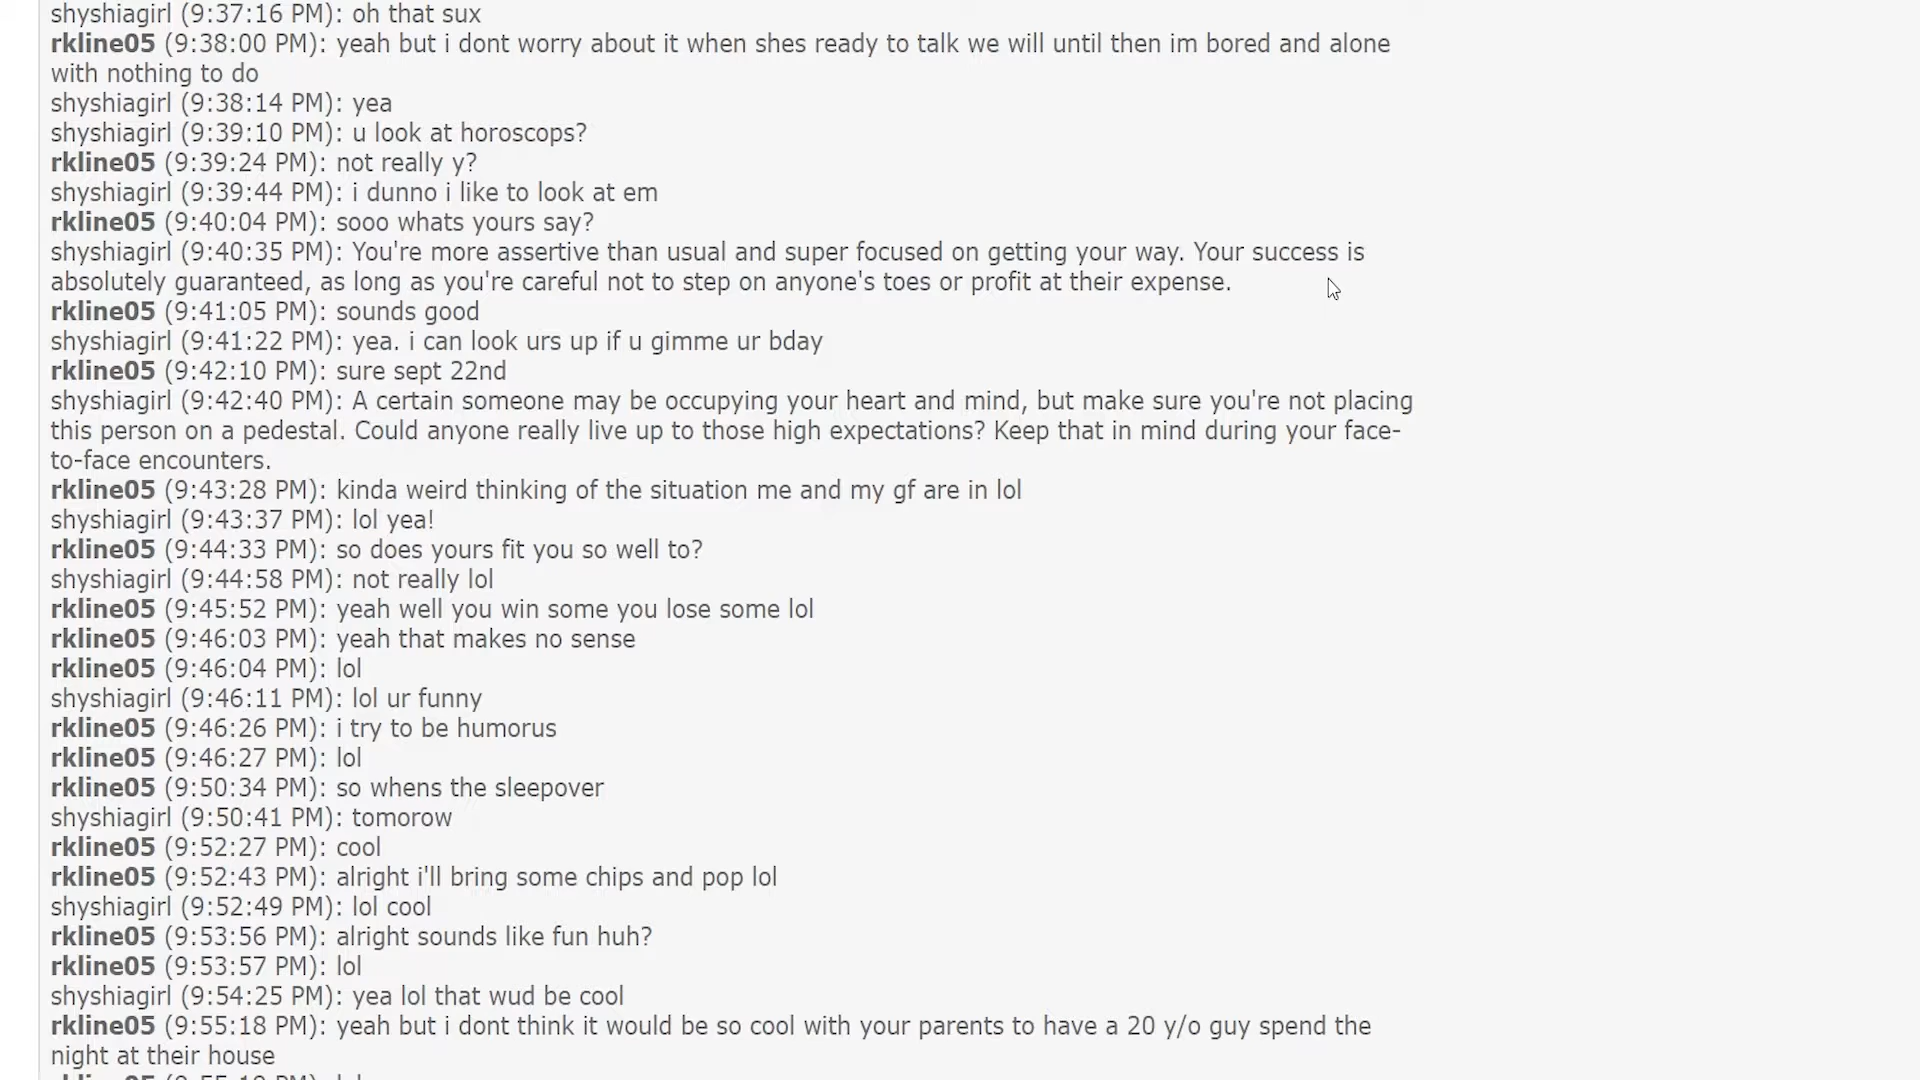 shyshiagirl (9:37:16 PM): oh that sux
rkline05 (9:38:00 PM): yeah but i dont worry about it when shes ready to talk we will until then im bored and alone
with nothing to do
shyshiagirl (9:38:14 PM): yea
shyshiagirl (9:39:10 PM): u look at horoscops?
rkline05 (9:39:24 PM): not really y?
shyshiagirl (9:39:44 PM): i dunno i like to look at em
rkline05 (9:40:04 PM): sooo whats yours say?
shyshiagirl (9:40:35 PM): You're more assertive than usual and super focused on getting your way. Your success is
absolutely guaranteed, as long as you're careful not to step on anyone's toes or profit at their expense.
rkline05 (9:41:05 PM): sounds good
shyshiagirl (9:41:22 PM): yea. i can look urs up if u gimme ur bday
rkline05 (9:42:10 PM): sure sept 22nd
shyshiagirl (9:42:40 PM): A certain someone may be occupying your heart and mind, but make sure you're not placing
this person on a pedestal. Could anyone really live up to those high expectations? Keep that in mind during your face-
to-face encounters.
rkline05 (9:43:28 PM): kinda weird thinking of the situation me and my gf are in lol
shyshiagirl (9:43:37 PM): lol yea!
rkline05 (9:44:33 PM): so does yours fit you so well to?
shyshiagirl (9:44:58 PM): not really lol
rkline05 (9:45:52 PM): yeah well you win some you lose some lol
rkline05 (9:46:03 PM): yeah that makes no sense
rkline05 (9:46:04 PM): lol
shyshiagirl (9:46:11 PM): lol ur funny
rkline05 (9:46:26 PM): i try to be humorus
rkline05 (9:46:27 PM): lol
rkline05 (9:50:34 PM): so whens the sleepover
shyshiagirl (9:50:41 PM): tomorow
rkline05 (9:52:27 PM): cool
rkline05 (9:52:43 PM): alright i'll bring some chips and pop lol
shyshiagirl (9:52:49 PM): lol cool
rkline05 (9:53:56 PM): alright sounds like fun huh?
rkline05 (9:53:57 PM): lol
shyshiagirl (9:54:25 PM): yea lol that wud be cool
rkline05 (9:55:18 PM): yeah but i dont think it would be so cool with your parents to have a 20 y/o guy spend the
night at their house